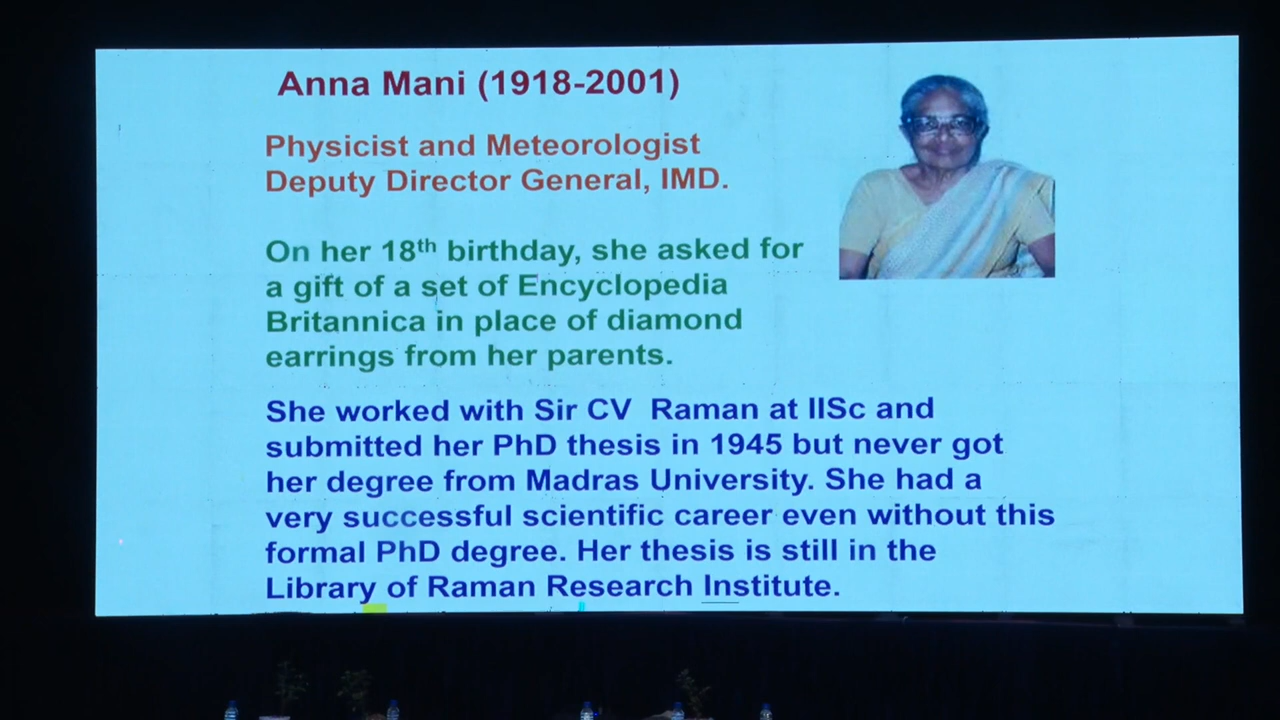 Anna Mani (1918-2001)
Physicist and Meteorologist
Deputy Director General, IMD.
On her 18th birthday, she asked for
a gift of a set of Encyclopedia
Britannica in place of diamond
earrings from her parents.
She worked with Sir CV Raman at IISc and
submitted her PhD thesis in 1945 but never got
her degree from Madras University. She had a
very successful scientific career even without this
formal PhD degree. Her thesis is still in the
Library of Raman Research Institute.